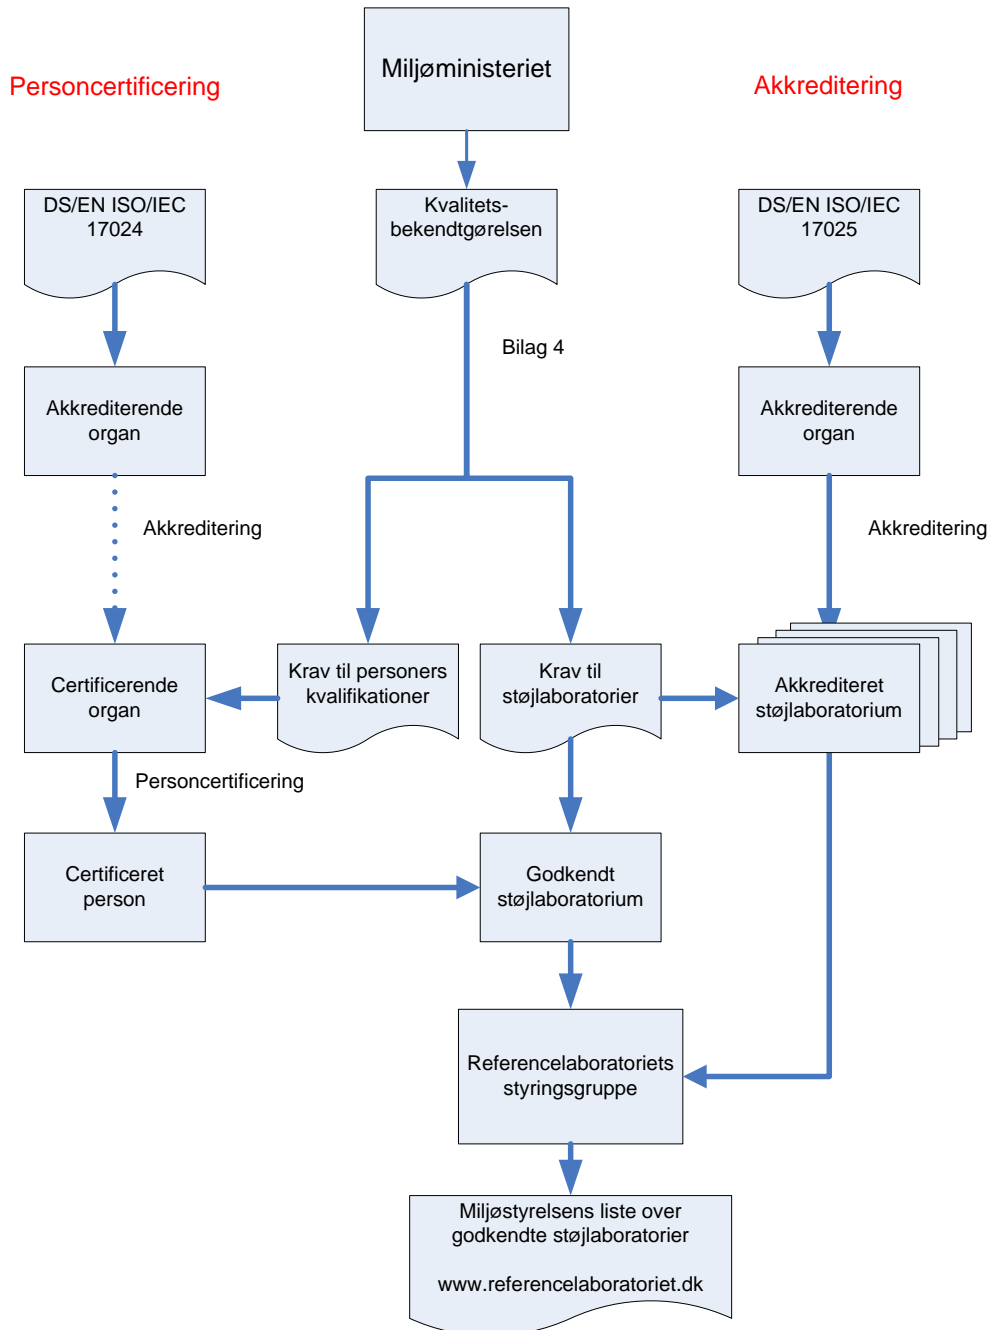 Miljøministeriet
Personcertificering
Akkreditering
DS/EN ISO/IEC
17024
Kvalitets-
bekendtgørelsen
DS/EN ISO/IEC
17025
Bilag 4
Akkrediterende
organ
Akkrediterende
organ
Akkreditering
Akkreditering
Certificerende
organ
Krav til personers
kvalifikationer
Krav til
støjlaboratorier
Akkrediteret
støjlaboratorium
Personcertificering
Certificeret
person
Godkendt
støjlaboratorium
Referencelaboratoriets
styringsgruppe
Miljøstyrelsens liste over
godkendte støjlaboratorier
www.referencelaboratoriet.dk